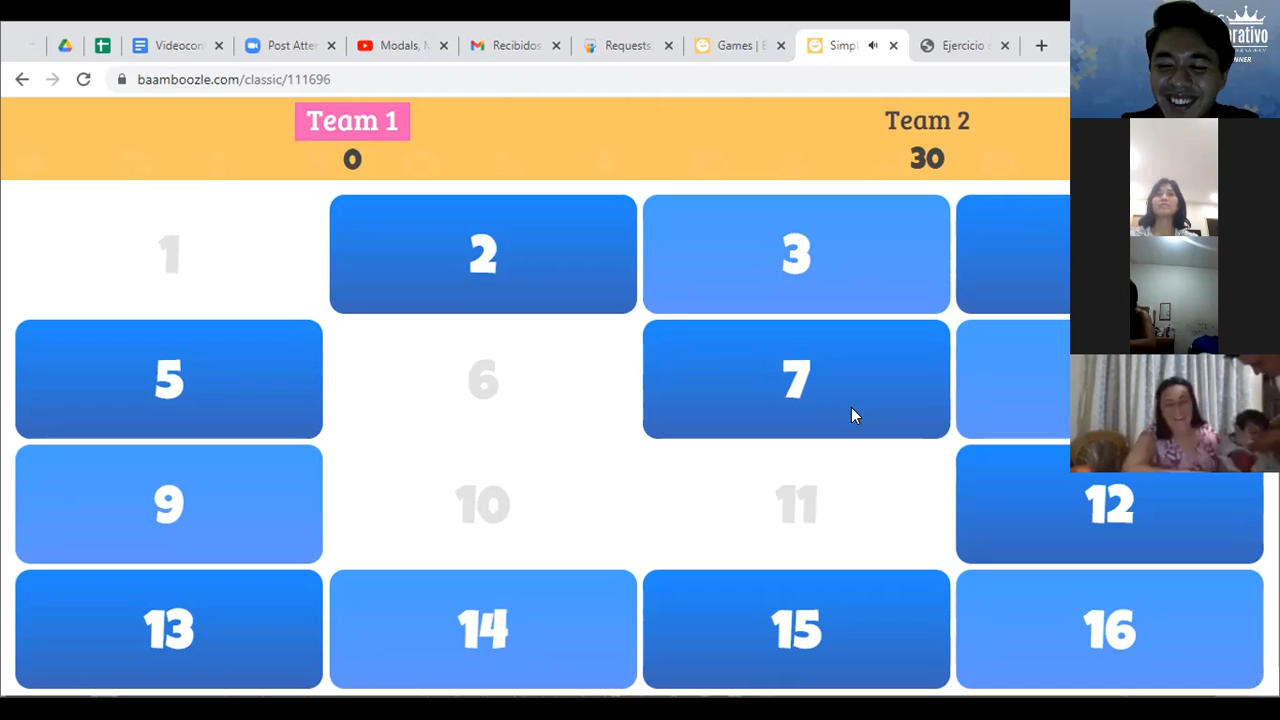 Videocon
Post Atter
Modals, M
Recibidos
Requests,
Games | B
Simpl
Ejercicio c
baamboozle.com/classic/111696
Team 1
Team 2
0
30
1
2
3
5
6
7
9
10
11
12
13
14
15
16